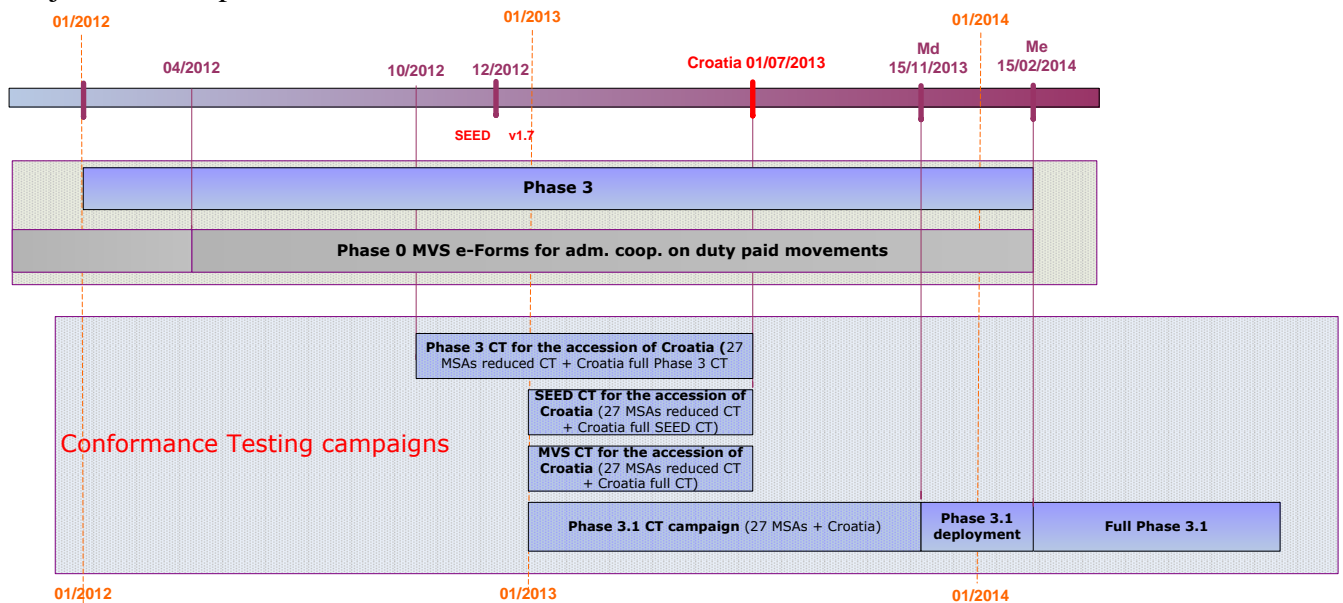 01/2012
01/2013
01/2014
04/2012
10/2012
12/2012
Croatia 01/07/2013
Md
15/11/2013
Me
15/02/2014
SEED v1.7
Phase 3
Phase 0 MVS e-Forms for adm. coop. on duty paid movements
Phase 3 CT for the accession of Croatia (27
MSAs reduced CT + Croatia full Phase 3 CT
SEED CT for the accession of
Croatia (27 MSAs reduced CT
+ Croatia full SEED CT)
Conformance Testing campaigns
MVS CT for the accession of
Croatia (27 MSAs reduced CT
+ Croatia full CT)
Phase 3.1 CT campaign (27 MSAs + Croatia)
Phase 3.1
deployment
Full Phase 3.1
01/2012
01/2013
01/2014